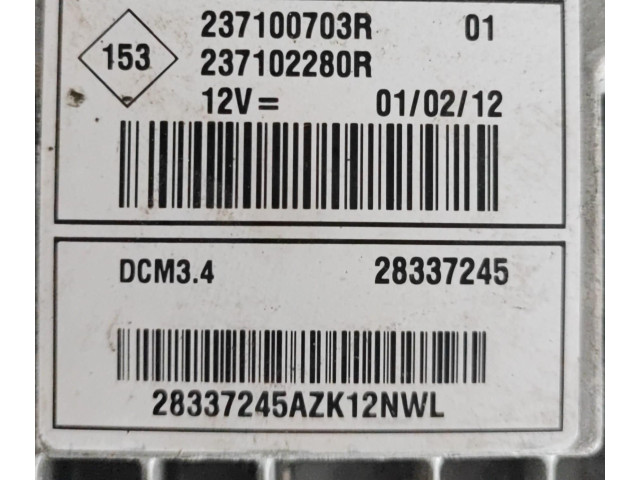 153
237100703R 01
237102280R
12V= 01/02/12
DCM3.4 28337245
28337245AZK12NWL